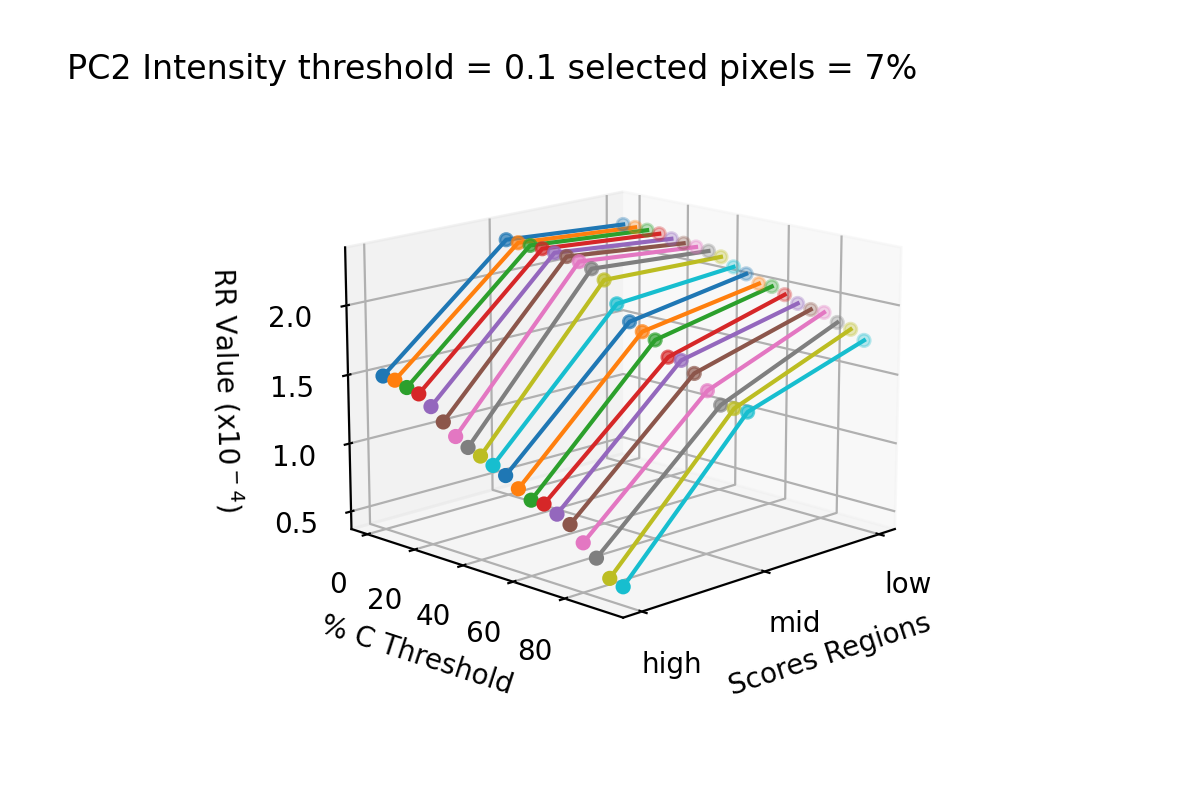 PC2 Intensity threshold = 0.1 selected pixels = 7%
RR Value (x10⁻⁴)
2.0
1.5
1.0
0.5
0
20
40
60
80
% C Threshold
high
mid
low
Scores Regions